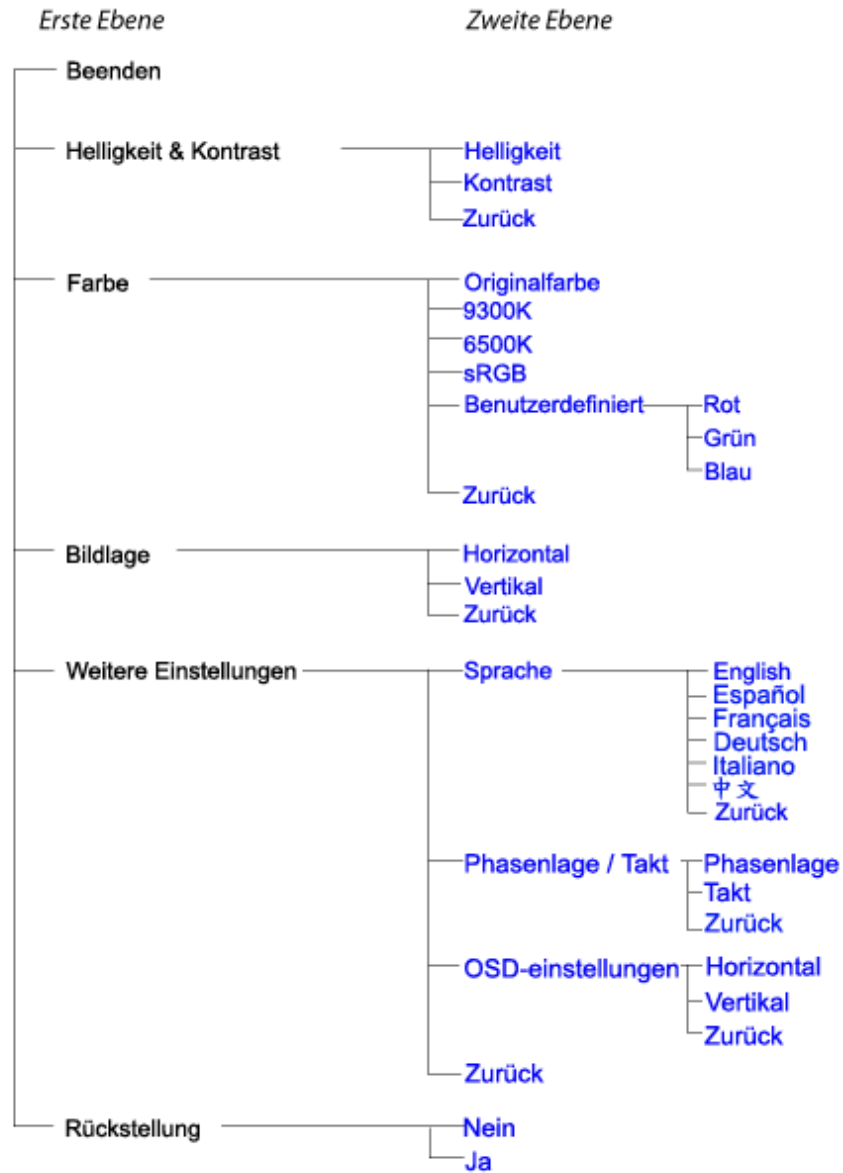 Erste Ebene Zweite Ebene
Beenden
Helligkeit & Kontrast Helligkeit
Kontrast
Zurück
Farbe Originalfarbe
9300K
6500K
sRGB
Benutzerdefiniert Rot
Grün
Blau
Zurück
Bildlage Horizontal
Vertikal
Zurück
Weitere Einstellungen Sprache English
Español
Français
Deutsch
Italiano
中文
Zurück
Phasenlage / Takt Phasenlage
Takt
Zurück
OSD-einstellungen Horizontal
Vertikal
Zurück
Zurück
Rückstellung Nein
Ja